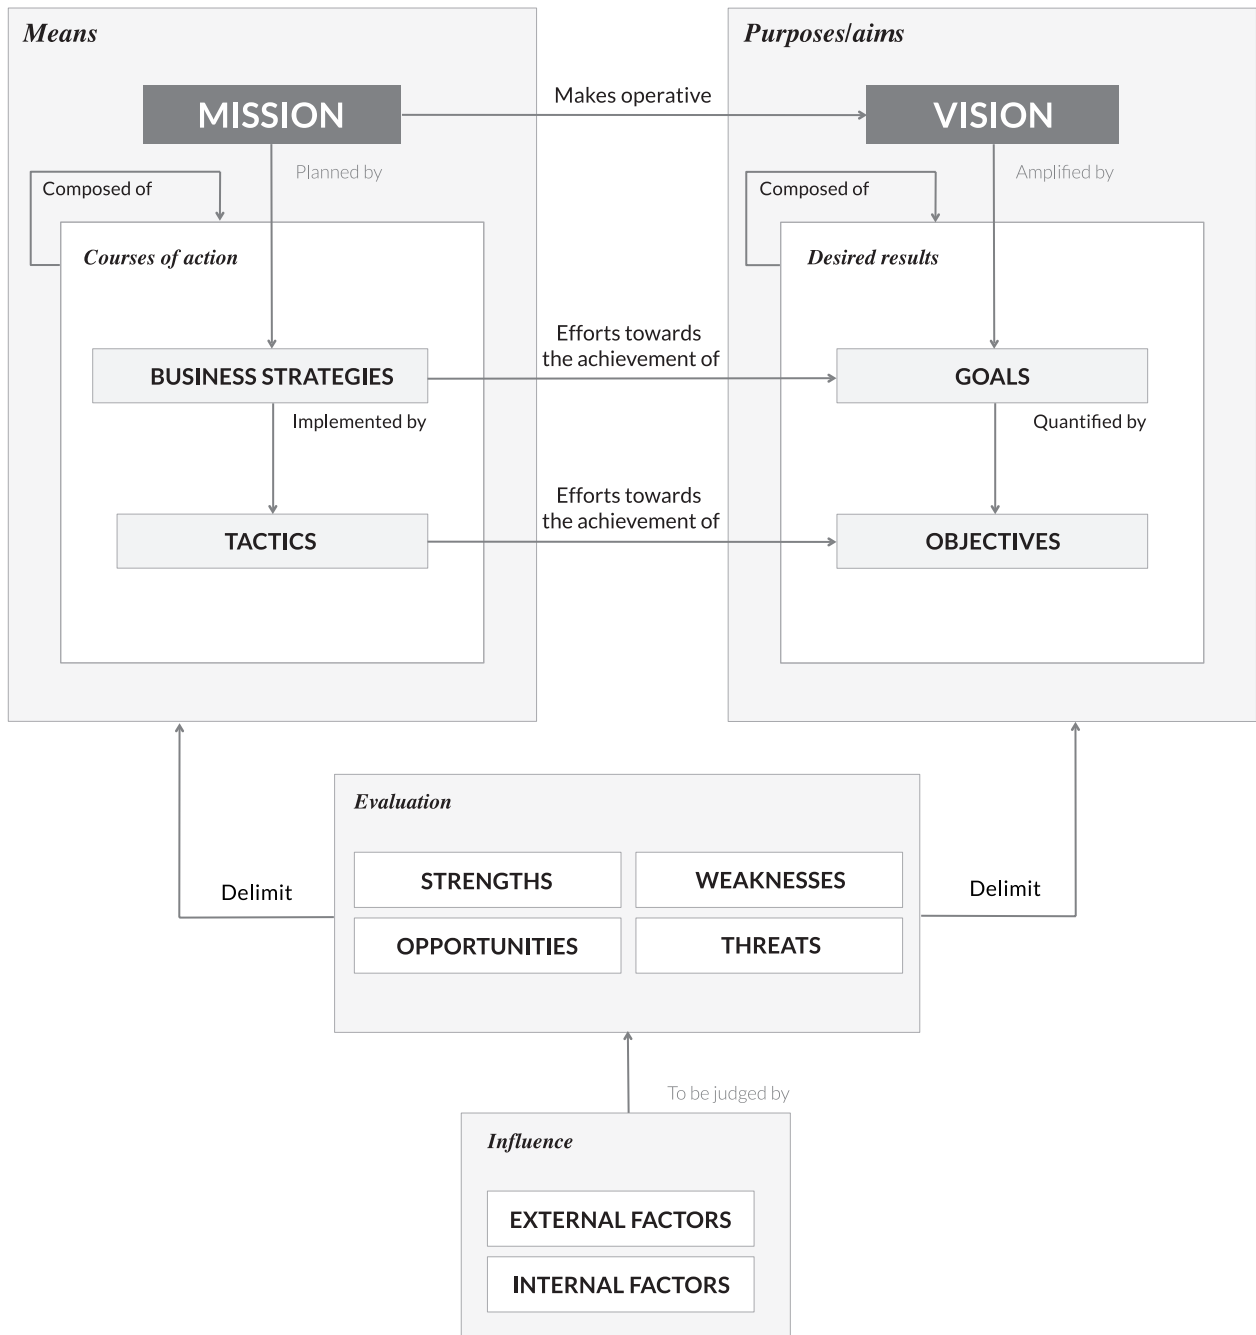 Means
Purposes/aims
MISSION
Makes operative
VISION
Planned by
Amplified by
Composed of
Composed of
Courses of action
Desired results
Efforts towards
the achievement of
BUSINESS STRATEGIES
GOALS
Implemented by
Quantified by
Efforts towards
the achievement of
TACTICS
OBJECTIVES
Evaluation
STRENGTHS
WEAKNESSES
Delimit
Delimit
OPPORTUNITIES
THREATS
To be judged by
Influence
EXTERNAL FACTORS
INTERNAL FACTORS